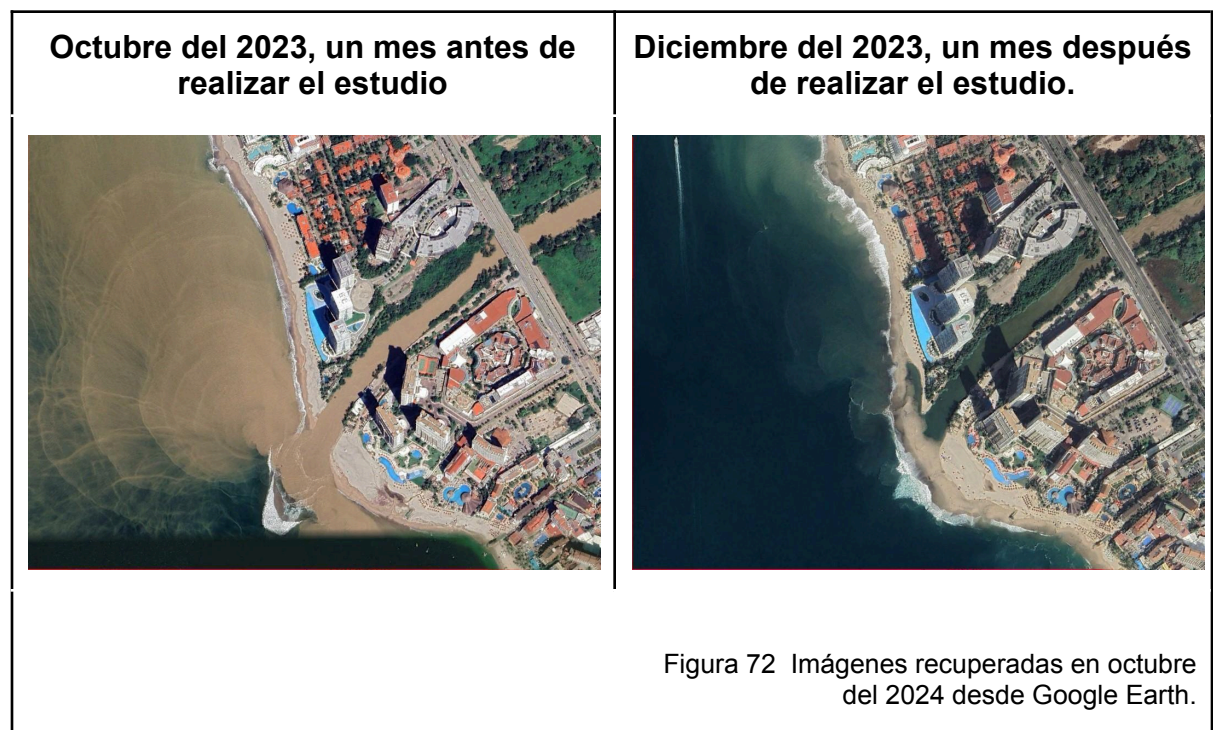 Octubre del 2023, un mes antes de
realizar el estudio
Diciembre del 2023, un mes después
de realizar el estudio.
Figura 72 Imágenes recuperadas en octubre
del 2024 desde Google Earth.